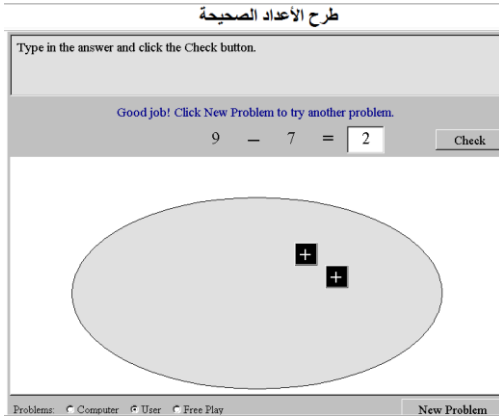 طرح الأعداد الصحيحة
Type in the answer and click the Check button.
Good job! Click New Problem to try another problem.
9 – 7 = 2
Check
+
+
Problems: Computer User Free Play
New Problem